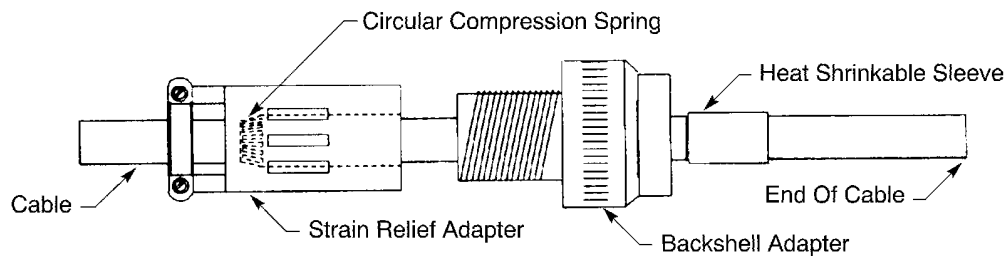 Circular Compression Spring
Heat Shrinkable Sleeve
Cable
End Of Cable
Strain Relief Adapter
Backshell Adapter